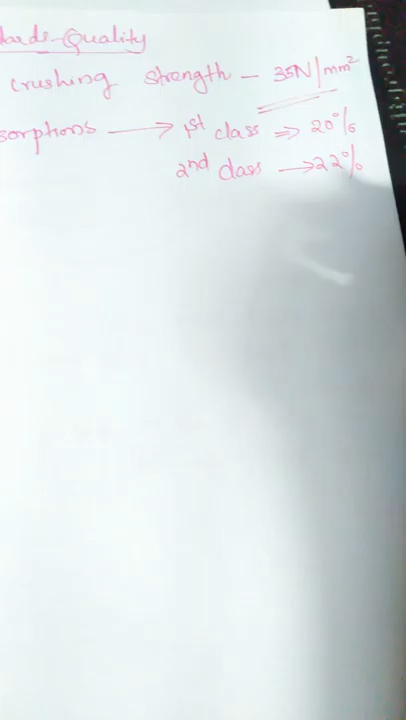 Quality
crushing strength - 35N/mm²
sorptions → 1st class ⇒ 20%
2nd class → 22%